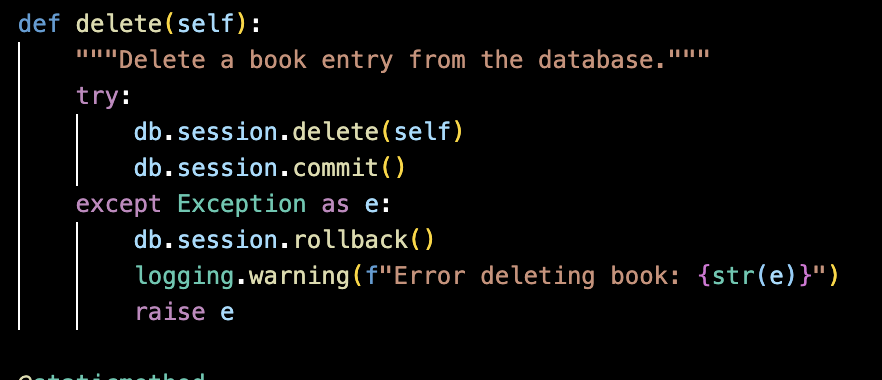 def delete(self):
    """Delete a book entry from the database."""
    try:
        db.session.delete(self)
        db.session.commit()
    except Exception as e:
        db.session.rollback()
        logging.warning(f"Error deleting book: {str(e)}")
        raise e
@staticmethod